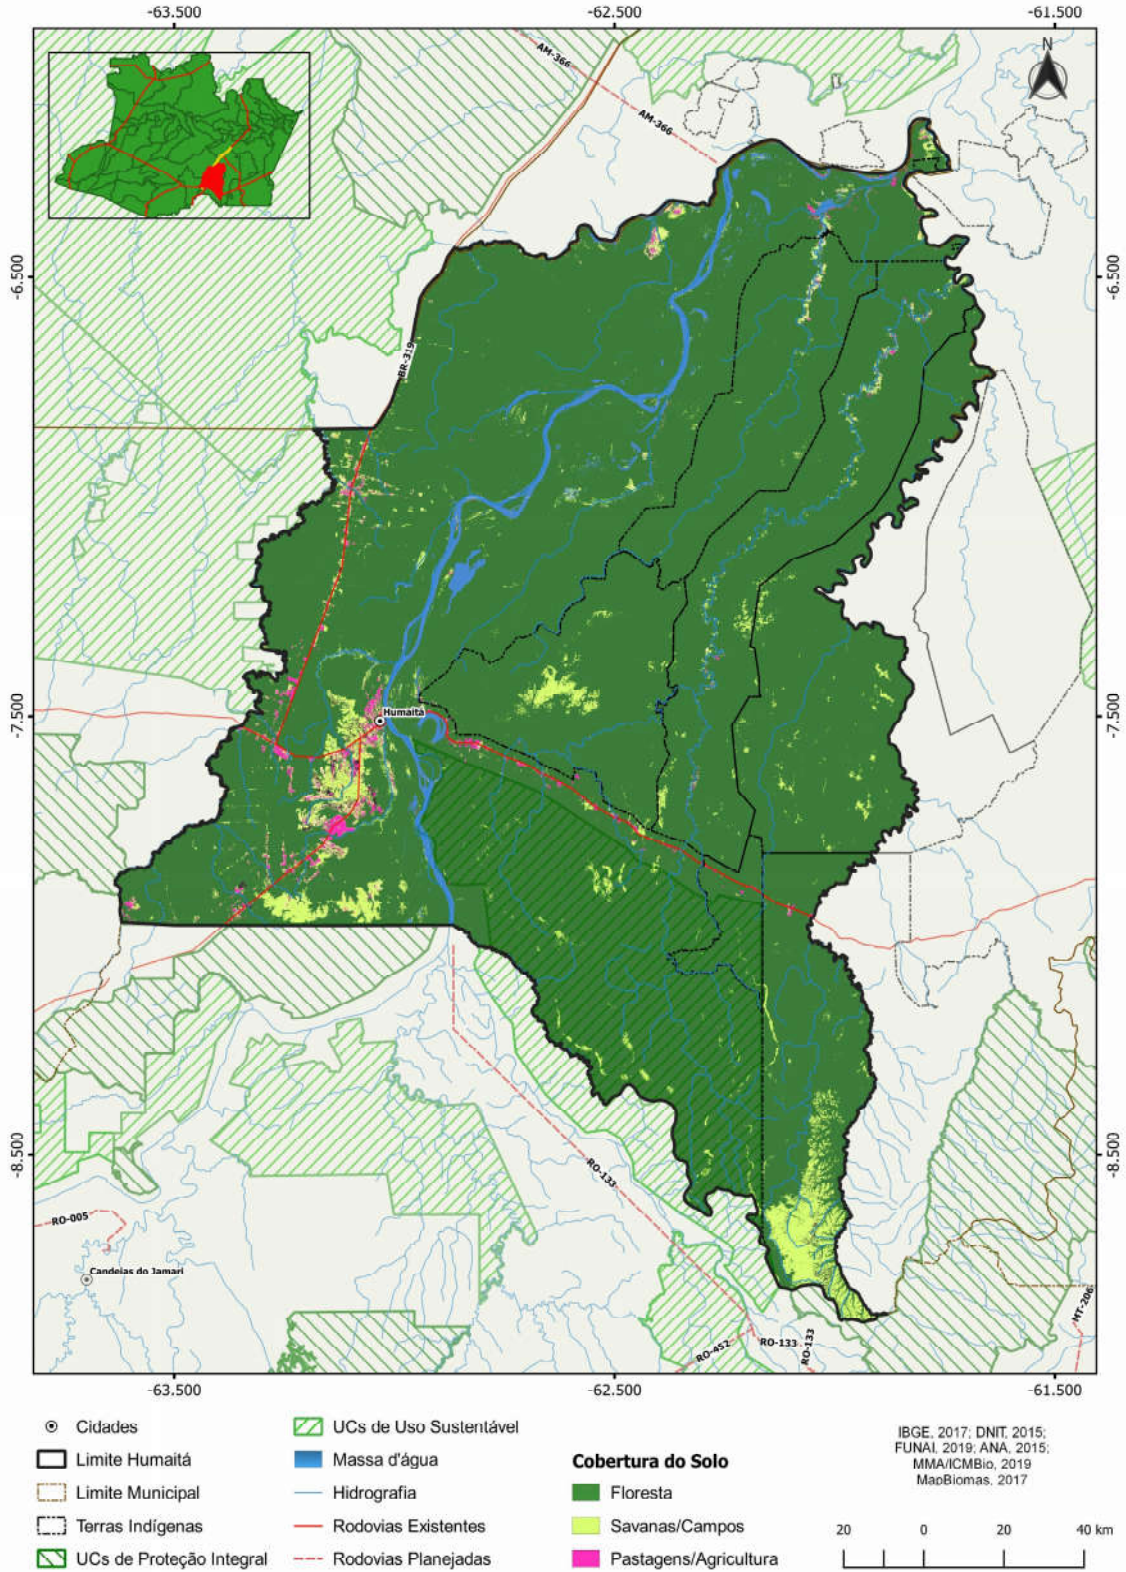 -63.500
-62.500
-61.500
N
AM-366
AM-366
-6.500
-6.500
BR-319
Humaitá
-7.500
-7.500
-8.500
-8.500
RO-133
RO-005
Candeias do Jamari
MT-206
RO-452
RO-133
RO-133
-63.500
-62.500
-61.500
Cidades
Limite Humaitá
Limite Municipal
Terras Indígenas
UCs de Proteção Integral
UCs de Uso Sustentável
Massa d'água
Hidrografia
Rodovias Existentes
Rodovias Planejadas
Cobertura do Solo
Floresta
Savanas/Campos
Pastagens/Agricultura
IBGE, 2017; DNIT, 2015;
FUNAI, 2019; ANA, 2015;
MMA/ICMBio, 2019
MapBiomas, 2017
20 0 20 40 km